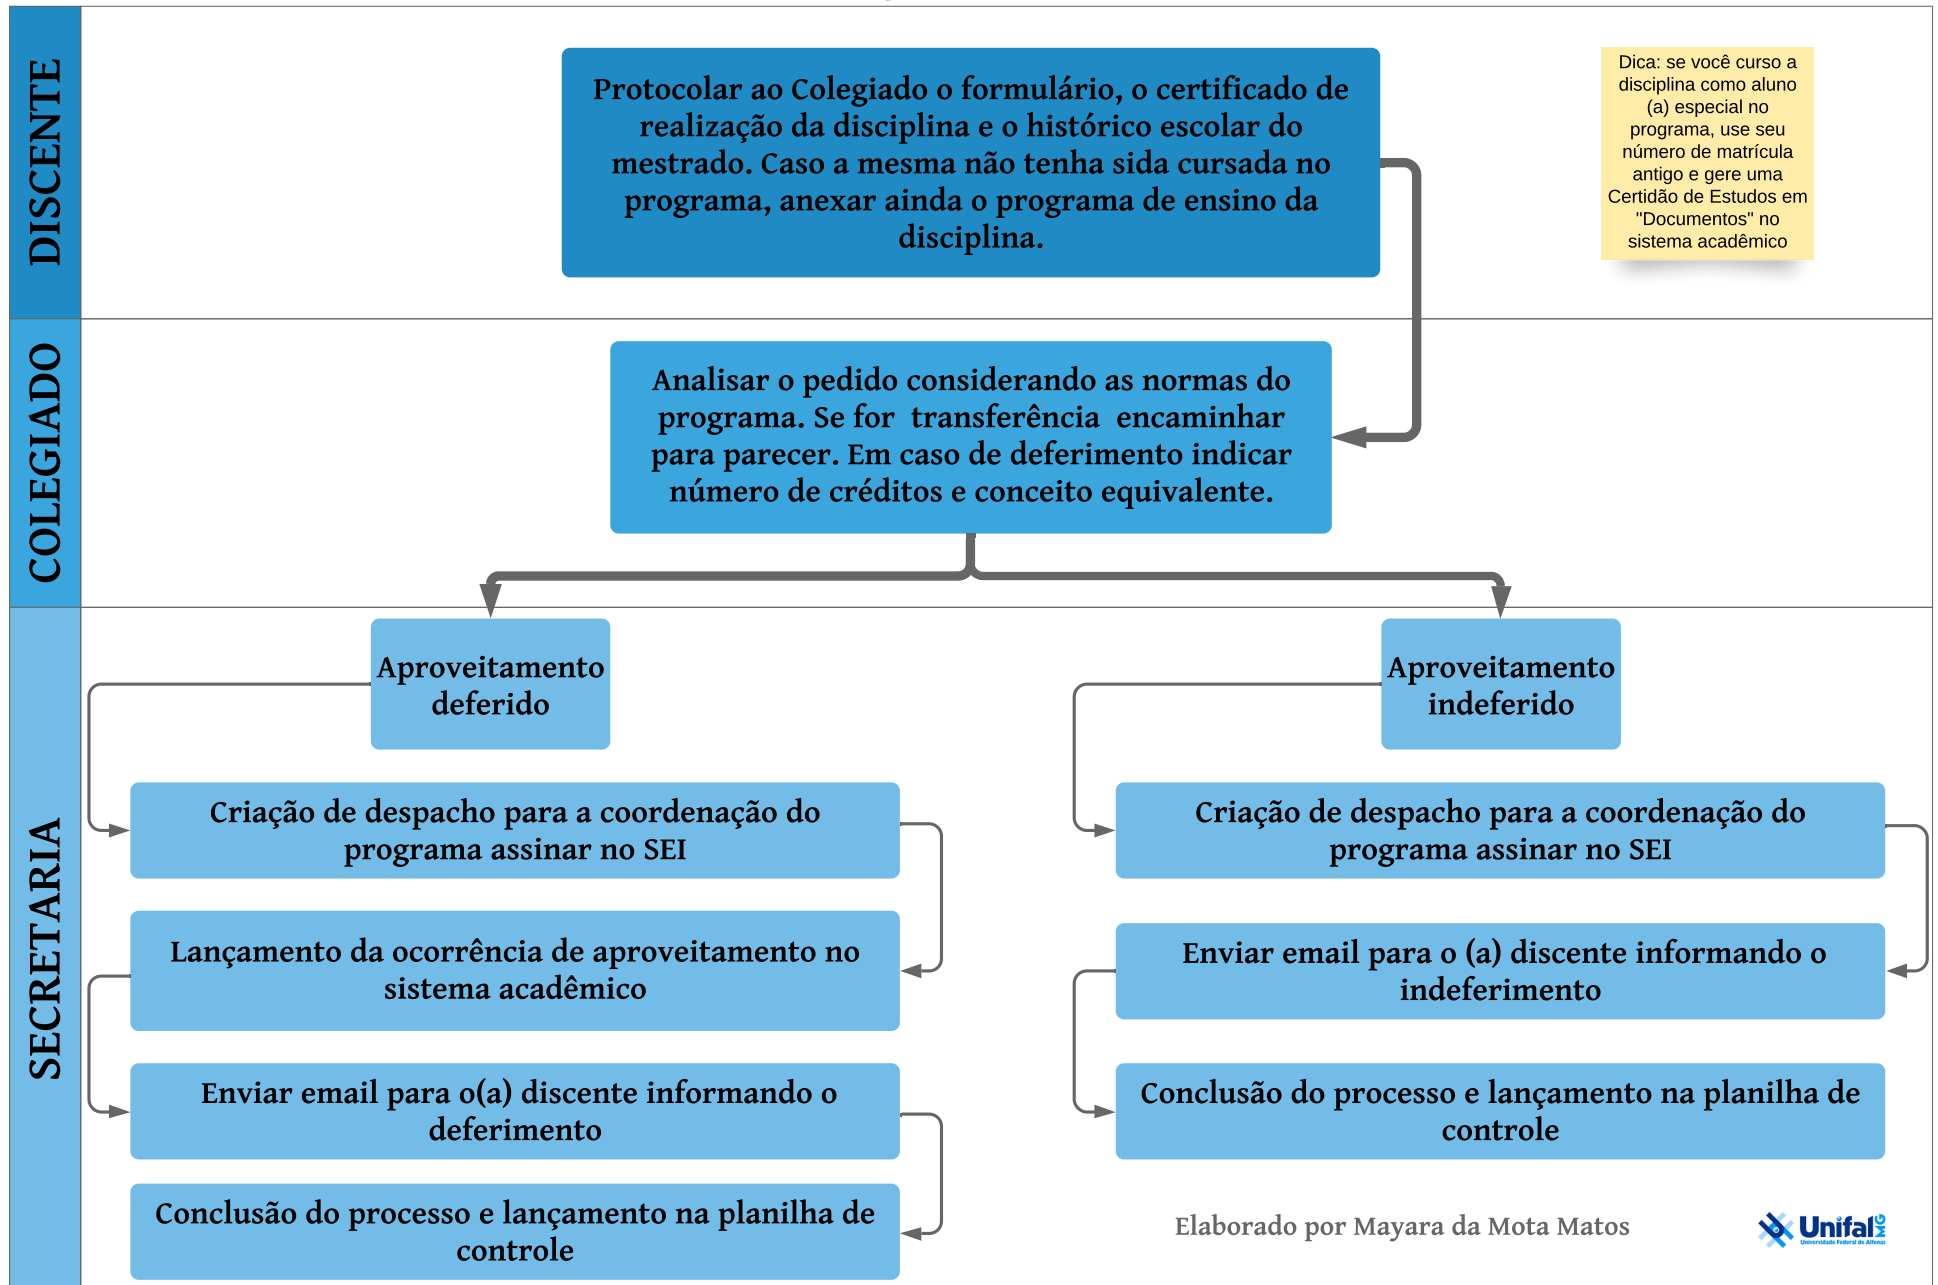 DISCENTE
Protocolar ao Colegiado o formulário, o certificado de
realização da disciplina e o histórico escolar do
mestrado. Caso a mesma não tenha sida cursada no
programa, anexar ainda o programa de ensino da
disciplina.
Dica: se você curso a
disciplina como aluno
(a) especial no
programa, use seu
número de matrícula
antigo e gere uma
Certidão de Estudos em
"Documentos" no
sistema acadêmico
COLEGIADO
Analisar o pedido considerando as normas do
programa. Se for transferência encaminhar
para parecer. Em caso de deferimento indicar
número de créditos e conceito equivalente.
SECRETARIA
Aproveitamento
deferido
Criação de despacho para a coordenação do
programa assinar no SEI
Lançamento da ocorrência de aproveitamento no
sistema acadêmico
Enviar email para o(a) discente informando o
deferimento
Conclusão do processo e lançamento na planilha de
controle
Aproveitamento
indeferido
Criação de despacho para a coordenação do
programa assinar no SEI
Enviar email para o (a) discente informando o
indeferimento
Conclusão do processo e lançamento na planilha de
controle
Elaborado por Mayara da Mota Matos
Unifal MG
Universidade Federal de Alfenas